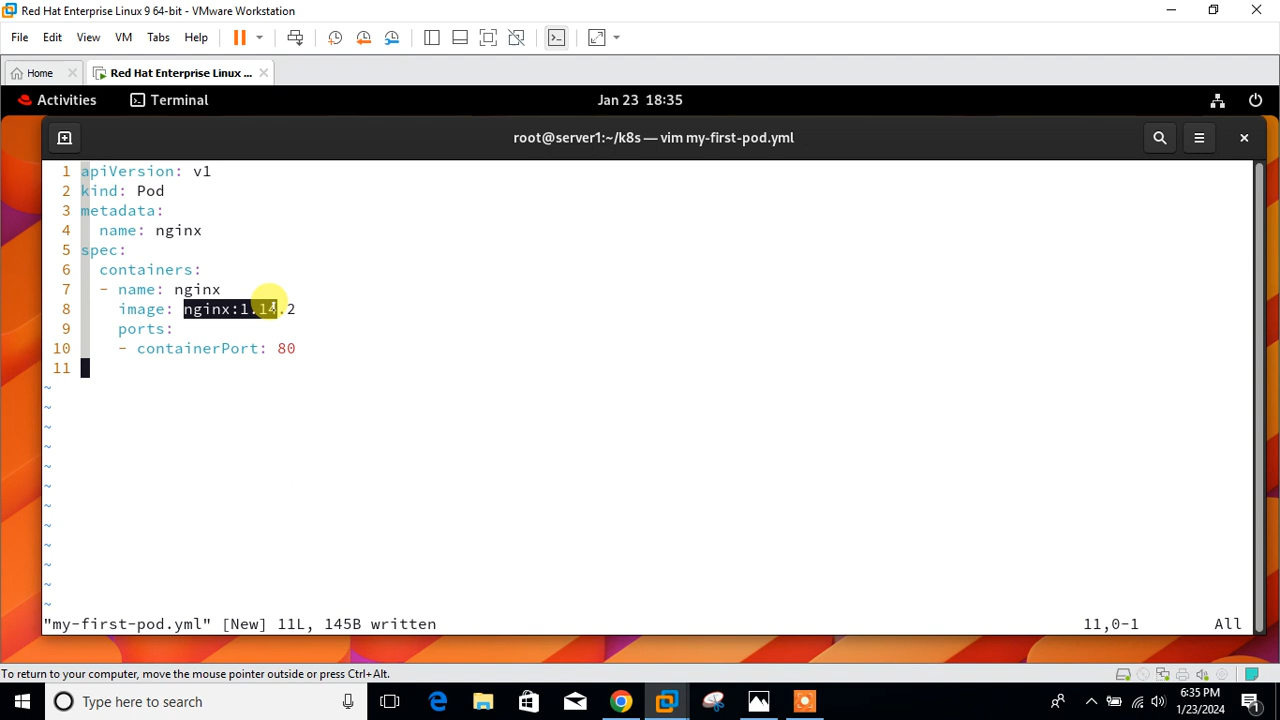 Red Hat Enterprise Linux 9 64-bit - VMware Workstation
File Edit View VM Tabs Help
Home Red Hat Enterprise Linux ...
Activities Terminal Jan 23 18:35
root@server1:~/k8s — vim my-first-pod.yml
1 apiVersion: v1
2 kind: Pod
3 metadata:
4 name: nginx
5 spec:
6 containers:
7 - name: nginx
8 image: nginx:1.14.2
9 ports:
10 - containerPort: 80
11
~
~
~
~
~
~
~
~
~
~
~
~
"my-first-pod.yml" [New] 11L, 145B written 11,0-1 All
To return to your computer, move the mouse pointer outside or press Ctrl+Alt.
Type here to search
6:35 PM
1/23/2024
1